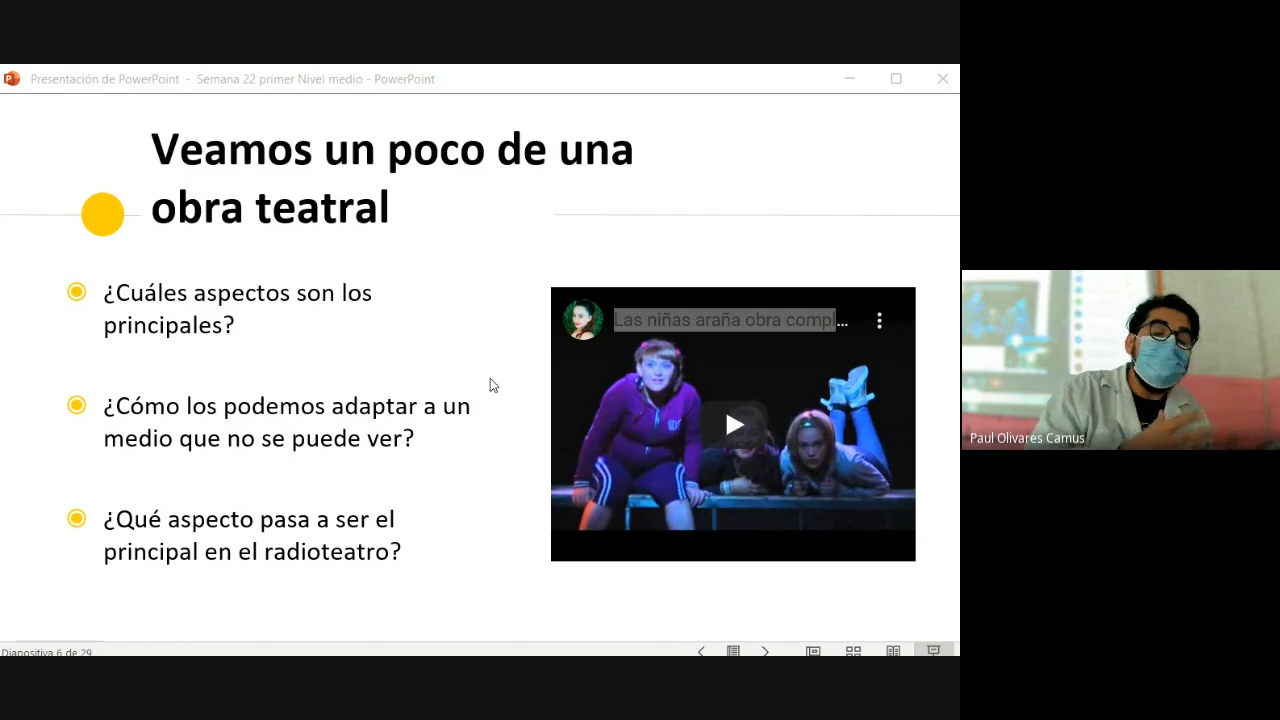 Presentación de PowerPoint - Semana 22 primer Nivel medio - PowerPoint
Veamos un poco de una
obra teatral
¿Cuáles aspectos son los
principales?
¿Cómo los podemos adaptar a un
medio que no se puede ver?
¿Qué aspecto pasa a ser el
principal en el radioteatro?
Las niñas araña obra compl...
Paul Olivares Camus
Diapositiva 6 de 29